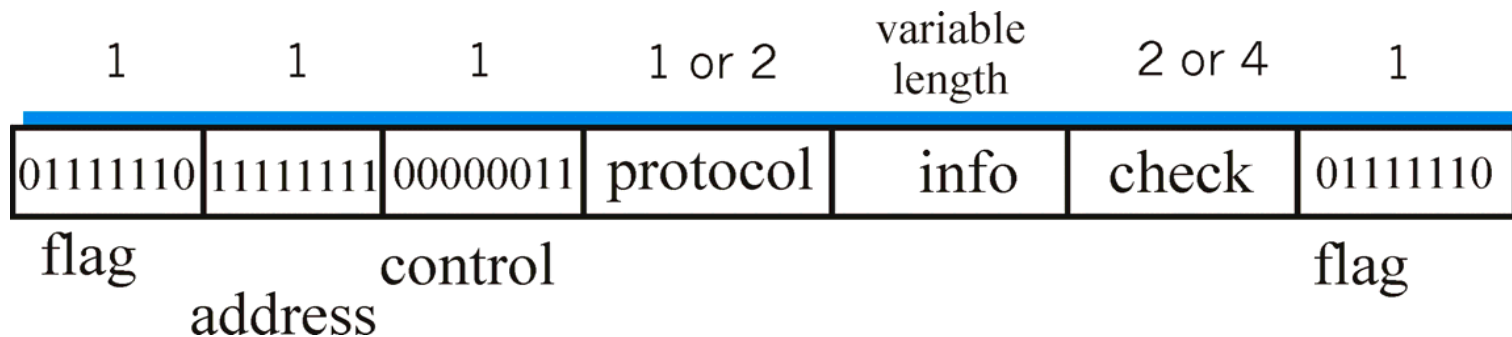 1 1 1 1 or 2 variable length 2 or 4 1
01111110 11111111 00000011 protocol info check 01111110
flag address control flag